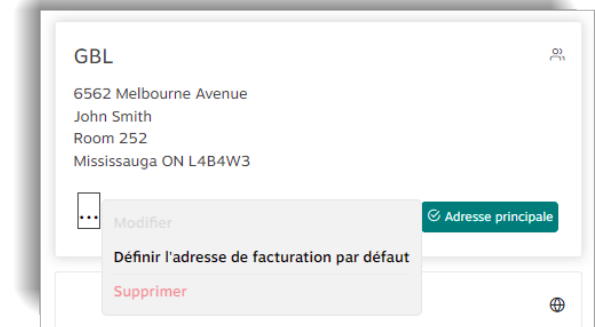 GBL
6562 Melbourne Avenue
John Smith
Room 252
Mississauga ON L4B4W3
...
Modifier
Définir l'adresse de facturation par défaut
Supprimer
Adresse principale